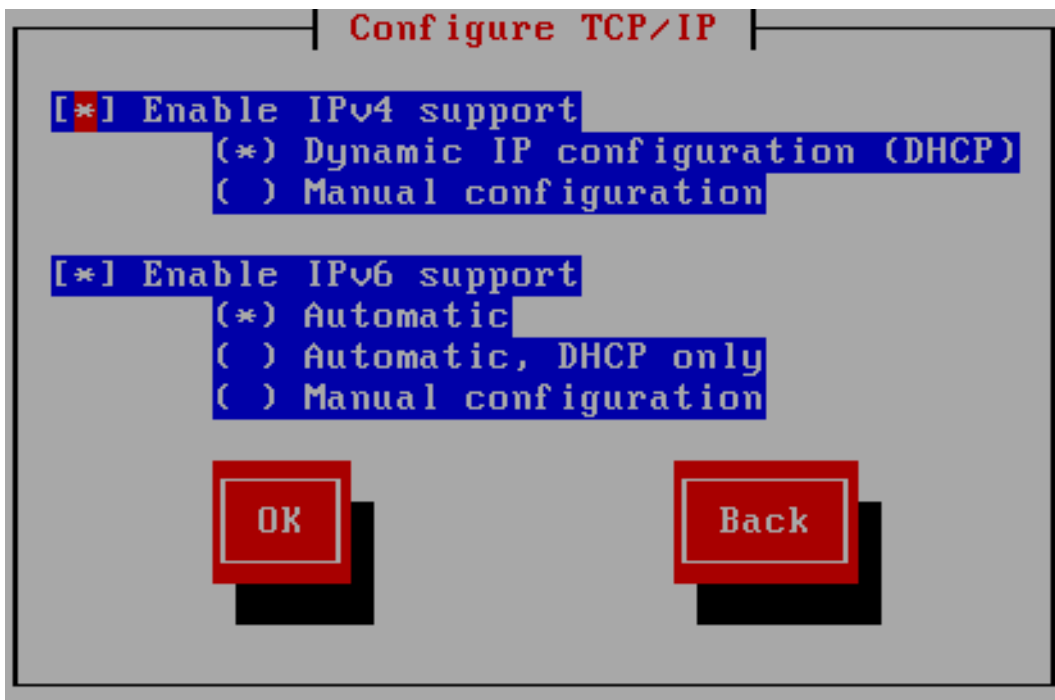 Configure TCP/IP
[*] Enable IPv4 support
(*) Dynamic IP configuration (DHCP)
( ) Manual configuration
[*] Enable IPv6 support
(*) Automatic
( ) Automatic, DHCP only
( ) Manual configuration
OK Back